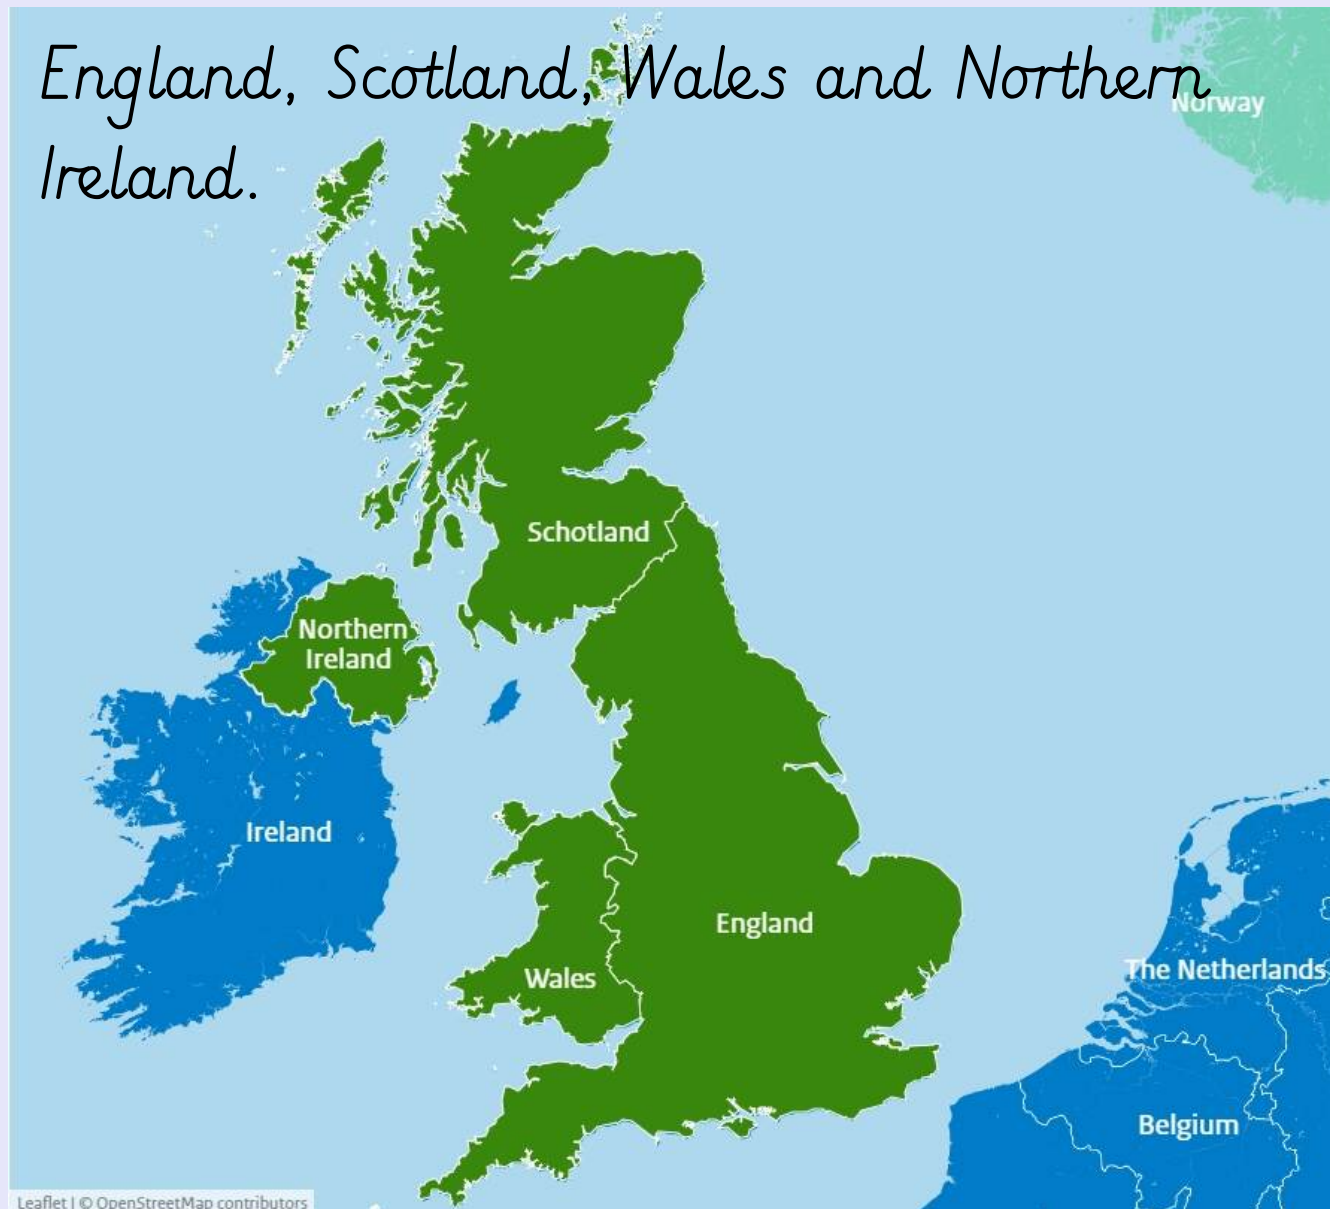 England, Scotland, Wales and Northern
Ireland.
Norway
Schotland
Northern
Ireland
Ireland
England
Wales
The Netherlands
Belgium
Leaflet | © OpenStreetMap contributors